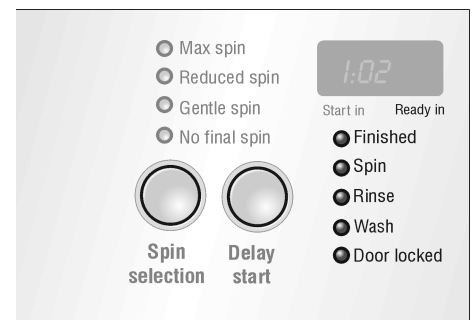 Max spin
Reduced spin
Gentle spin
No final spin
Spin
selection
Delay
start
1:02
Start in Ready in
Finished
Spin
Rinse
Wash
Door locked